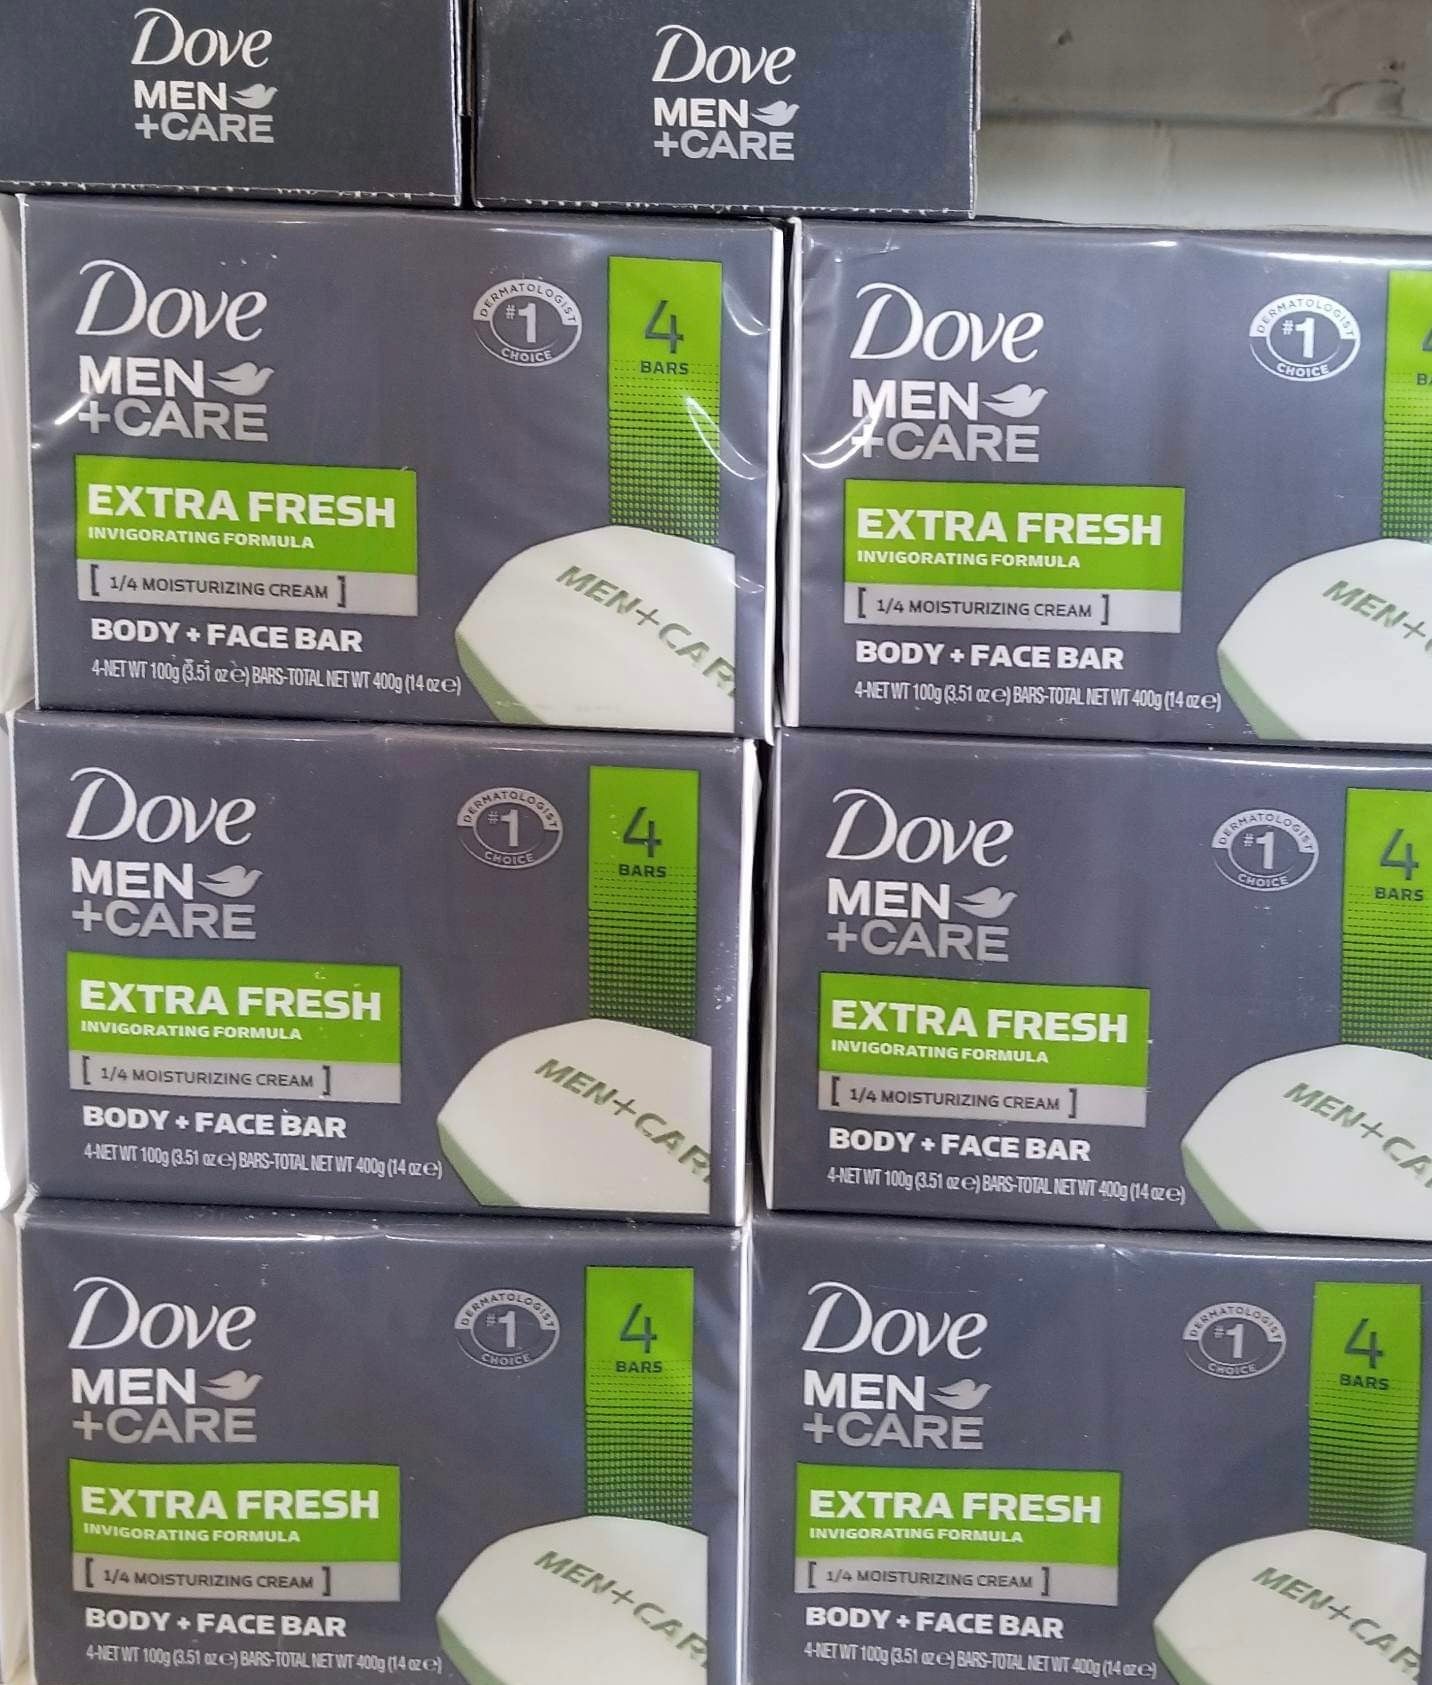 Dove
MEN
+CARE
Dove
MEN
+CARE
Dove
MEN
+CARE
DERMATOLOGIST
#1
CHOICE
4
BARS
EXTRA FRESH
INVIGORATING FORMULA
[ 1/4 MOISTURIZING CREAM ]
BODY + FACE BAR
4-NET WT 100g (3.51 oz ℮) BARS-TOTAL NET WT 400g (14 oz ℮)
MEN+CAR
Dove
MEN
+CARE
DERMATOLOGIST
#1
CHOICE
EXTRA FRESH
INVIGORATING FORMULA
[ 1/4 MOISTURIZING CREAM ]
BODY + FACE BAR
4-NET WT 100g (3.51 oz ℮) BARS-TOTAL NET WT 400g (14 oz ℮)
MEN+
Dove
MEN
+CARE
DERMATOLOGIST
#1
CHOICE
4
BARS
EXTRA FRESH
INVIGORATING FORMULA
[ 1/4 MOISTURIZING CREAM ]
BODY + FACE BAR
4-NET WT 100g (3.51 oz ℮) BARS-TOTAL NET WT 400g (14 oz ℮)
MEN+CAR
Dove
MEN
+CARE
DERMATOLOGIST
#1
CHOICE
4
BARS
EXTRA FRESH
INVIGORATING FORMULA
[ 1/4 MOISTURIZING CREAM ]
BODY + FACE BAR
4-NET WT 100g (3.51 oz ℮) BARS-TOTAL NET WT 400g (14 oz ℮)
MEN+CA
Dove
MEN
+CARE
DERMATOLOGIST
#1
CHOICE
4
BARS
EXTRA FRESH
INVIGORATING FORMULA
[ 1/4 MOISTURIZING CREAM ]
BODY + FACE BAR
4-NET WT 100g (3.51 oz ℮) BARS-TOTAL NET WT 400g (14 oz ℮)
MEN+CAR
Dove
MEN
+CARE
DERMATOLOGIST
#1
CHOICE
4
BARS
EXTRA FRESH
INVIGORATING FORMULA
[ 1/4 MOISTURIZING CREAM ]
BODY + FACE BAR
4-NET WT 100g (3.51 oz ℮) BARS-TOTAL NET WT 400g (14 oz ℮)
MEN+CAR